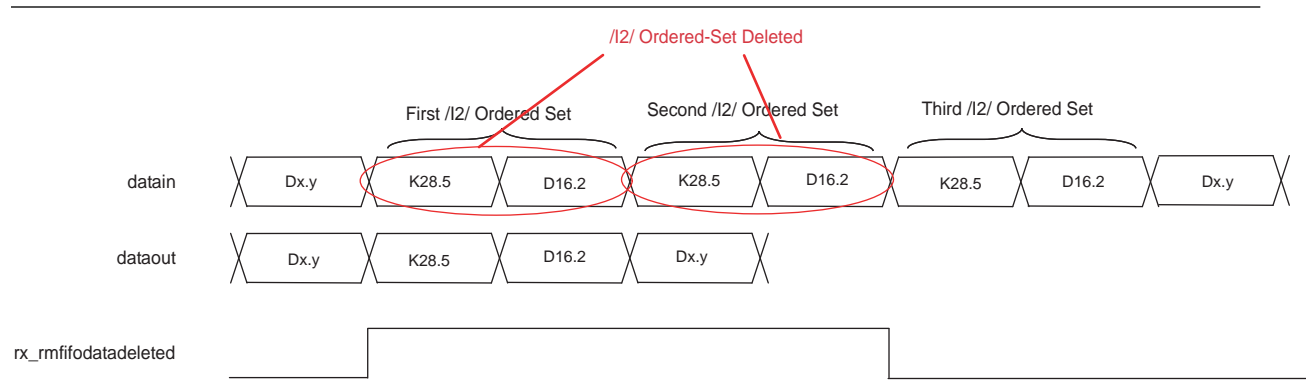 /I2/ Ordered-Set Deleted
First /I2/ Ordered Set Second /I2/ Ordered Set Third /I2/ Ordered Set
datain Dx.y K28.5 D16.2 K28.5 D16.2 K28.5 D16.2 Dx.y
dataout Dx.y K28.5 D16.2 Dx.y
rx_rmfifodatadeleted